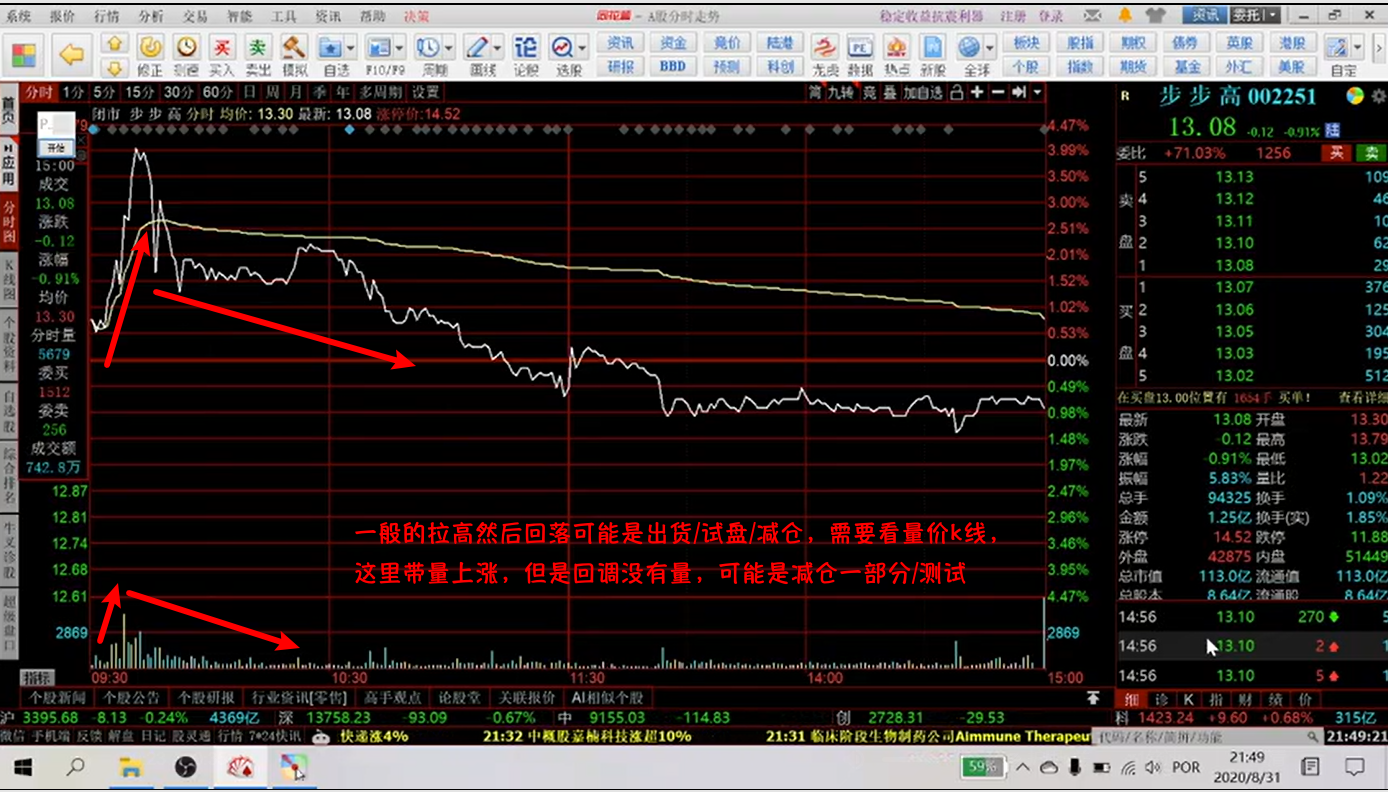 系统 报价 行情 分析 交易 智能 工具 资讯 帮助 决策
同花顺 - A股分时走势
稳定收益抗震利器 注册 登录
资讯 委托
修正 测速 买入 卖出 模拟 自选 F10/F9 周期 画线 论股 选股
买 卖 论
资讯 资金 竞价 陆港
研报 BBD 预测 科创
龙虎 数据 热点 新股 全球
板块 股指 期权 债券 英股 港股
个股 指数 期货 基金 外汇 美股
自定
首页
应用
分时图
K线图
个股资料
自选股
综合排名
牛叉诊股
超级盘口
分时 1分 5分 15分 30分 60分 日 周 月 季 年 多周期 设置
简 九转 竞 叠 加自选
闭市 步步高 分时 均价: 13.30 最新: 13.08 涨停价:14.52
开始
15:00
成交
13.08
涨跌
-0.12
涨幅
-0.91%
均价
13.30
分时量
5679
委买
1512
委卖
256
成交额
742.8万
12.87
12.81
12.74
12.68
12.61
2869
4.47%
3.99%
3.50%
3.00%
2.51%
2.01%
1.52%
1.02%
0.53%
0.00%
0.49%
0.98%
1.48%
1.97%
2.47%
2.96%
3.46%
3.95%
4.47%
2869
一般的拉高然后回落可能是出货/试盘/减仓，需要看量价k线，
这里带量上涨，但是回调没有量，可能是减仓一部分/测试
指标 09:30 10:30 11:30 14:00 15:00
R 步步高 002251
13.08 -0.12 -0.91% 陆
委比 +71.03% 1256 买 卖
卖盘
5 13.13 109
4 13.12 46
3 13.11 10
2 13.10 62
1 13.08 29
买盘
1 13.07 376
2 13.06 125
3 13.05 304
4 13.03 195
5 13.02 512
在买盘13.00位置有 1654手 买单! 查看详细
最新 13.08 开盘 13.30
涨跌 -0.12 最高 13.79
涨幅 -0.91% 最低 13.02
振幅 5.83% 量比 1.22
总手 94325 换手 1.09%
金额 1.25亿 换手(实) 1.85%
涨停 14.52 跌停 11.88
外盘 42875 内盘 51449
总市值 113.0亿 流通值 113.0亿
总股本 8.64亿 流通股 8.64亿
14:56 13.10 270
14:56 13.10 2
14:56 13.10 5
细 诊 K 指 财 绩 价
个股新闻 个股公告 个股研报 行业资讯[零售] 高手观点 论股堂 关联报价 AI相似个股
沪 3395.68 -8.13 -0.24% 4369亿 深 13758.23 -93.09 -0.67% 中 9155.03 -114.83 创 2728.31 -29.53 科 1423.24 +9.60 +0.68% 315亿
微信 手机端 反馈 解盘 日记 股灵通 行情 7*24快讯 快递涨4% 21:32 中概股嘉楠科技涨超10% 21:31 临床阶段生物制药公司Aimmune Therapeu 代码/名称/简拼/功能 21:49:21
59% POR 21:49
2020/8/31